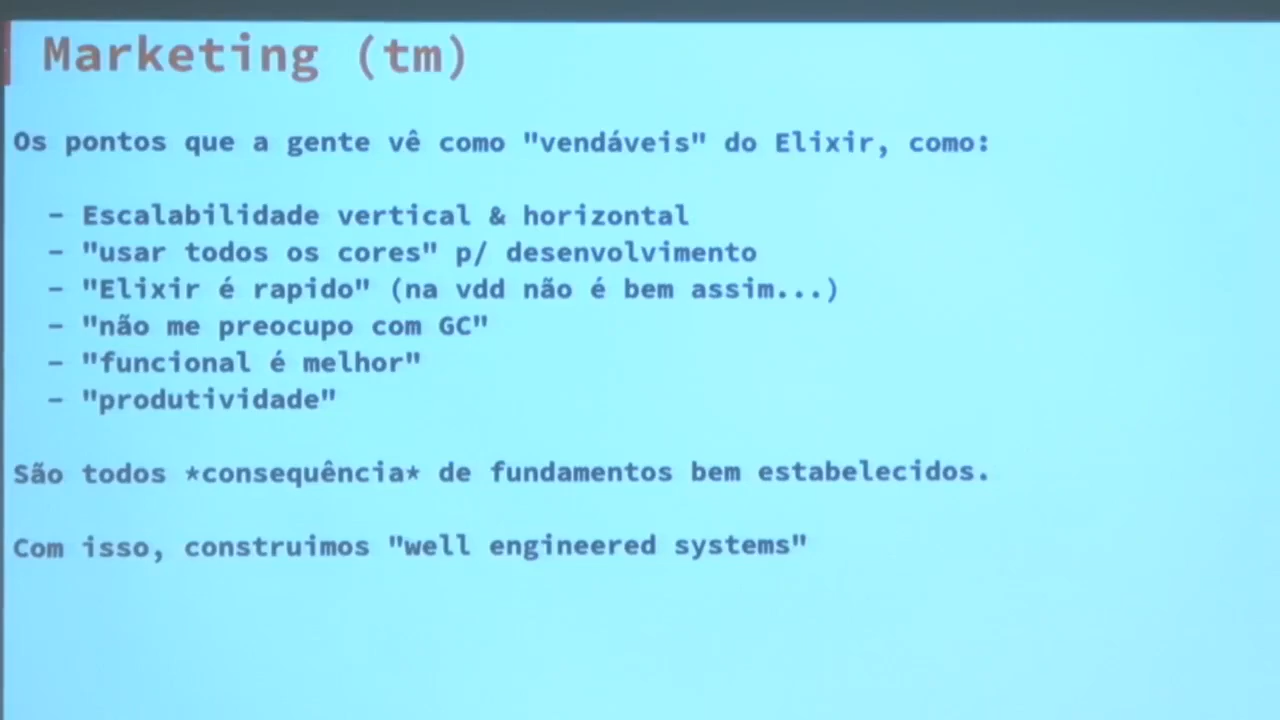 Marketing (tm)
Os pontos que a gente vê como "vendáveis" do Elixir, como:
- Escalabilidade vertical & horizontal
- "usar todos os cores" p/ desenvolvimento
- "Elixir é rapido" (na vdd não é bem assim...)
- "não me preocupo com GC"
- "funcional é melhor"
- "produtividade"
São todos *consequência* de fundamentos bem estabelecidos.
Com isso, construimos "well engineered systems"